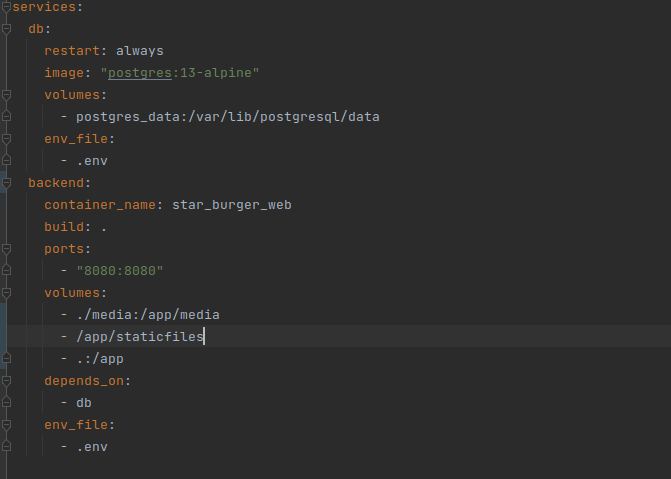 services:
  db:
    restart: always
    image: "postgres:13-alpine"
    volumes:
      - postgres_data:/var/lib/postgresql/data
    env_file:
      - .env
  backend:
    container_name: star_burger_web
    build: .
    ports:
      - "8080:8080"
    volumes:
      - ./media:/app/media
      - /app/staticfiles
      - .:/app
    depends_on:
      - db
    env_file:
      - .env